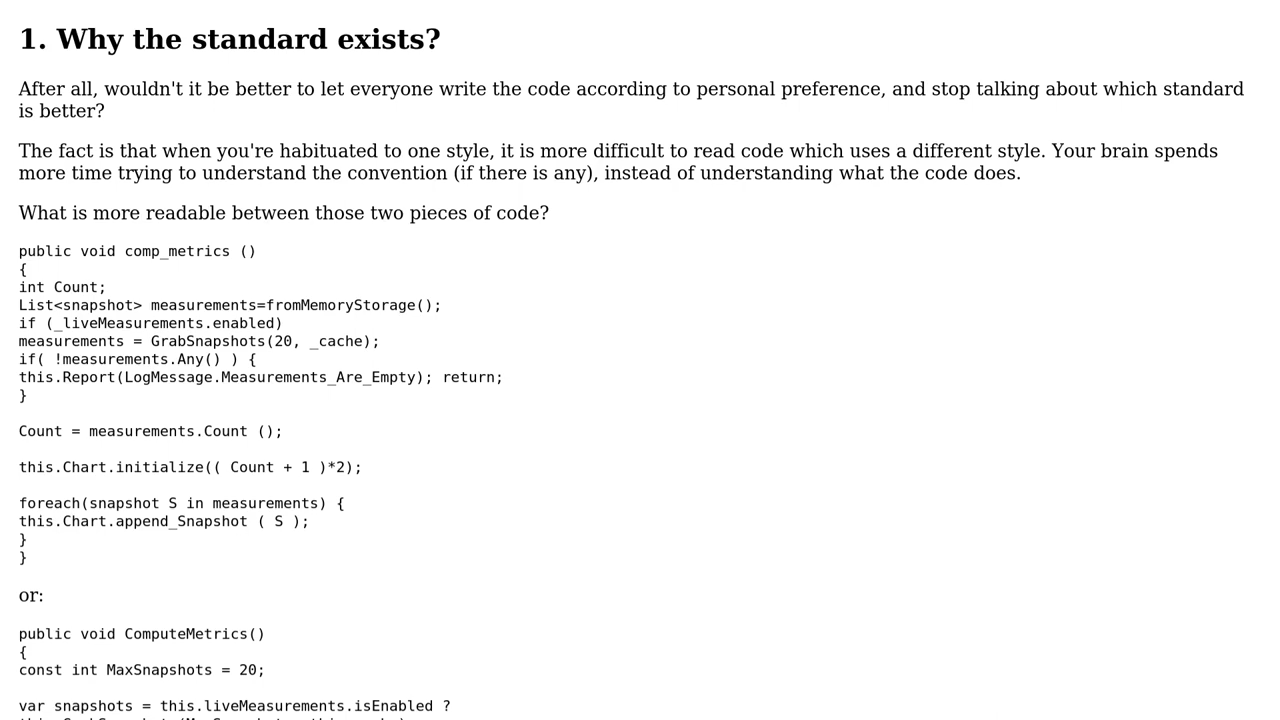 1. Why the standard exists?
After all, wouldn't it be better to let everyone write the code according to personal preference, and stop talking about which standard
is better?
The fact is that when you're habituated to one style, it is more difficult to read code which uses a different style. Your brain spends
more time trying to understand the convention (if there is any), instead of understanding what the code does.
What is more readable between those two pieces of code?
public void comp_metrics ()
{
int Count;
List<snapshot> measurements=fromMemoryStorage();
if (_liveMeasurements.enabled)
measurements = GrabSnapshots(20, _cache);
if( !measurements.Any() ) {
this.Report(LogMessage.Measurements_Are_Empty); return;
}
Count = measurements.Count ();
this.Chart.initialize(( Count + 1 )*2);
foreach(snapshot S in measurements) {
this.Chart.append_Snapshot ( S );
}
}
or:
public void ComputeMetrics()
{
const int MaxSnapshots = 20;
var snapshots = this.liveMeasurements.isEnabled ?